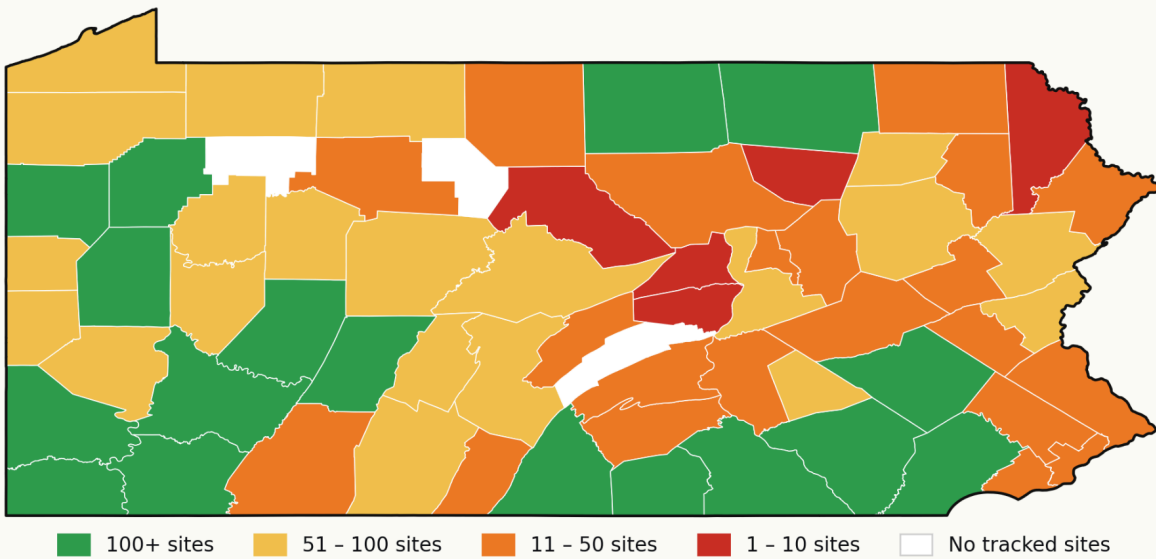 100+ sites 51 – 100 sites 11 – 50 sites 1 – 10 sites No tracked sites